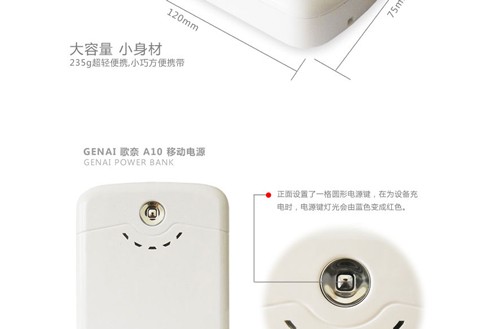 120mm
75mm
大容量 小身材
235g超轻便携,小巧方便携带
GENAI 歌奈 A10 移动电源
GENAI POWER BANK
正面设置了一格圆形电源键，在为设备充
电时，电源键灯光会由蓝色变成红色。